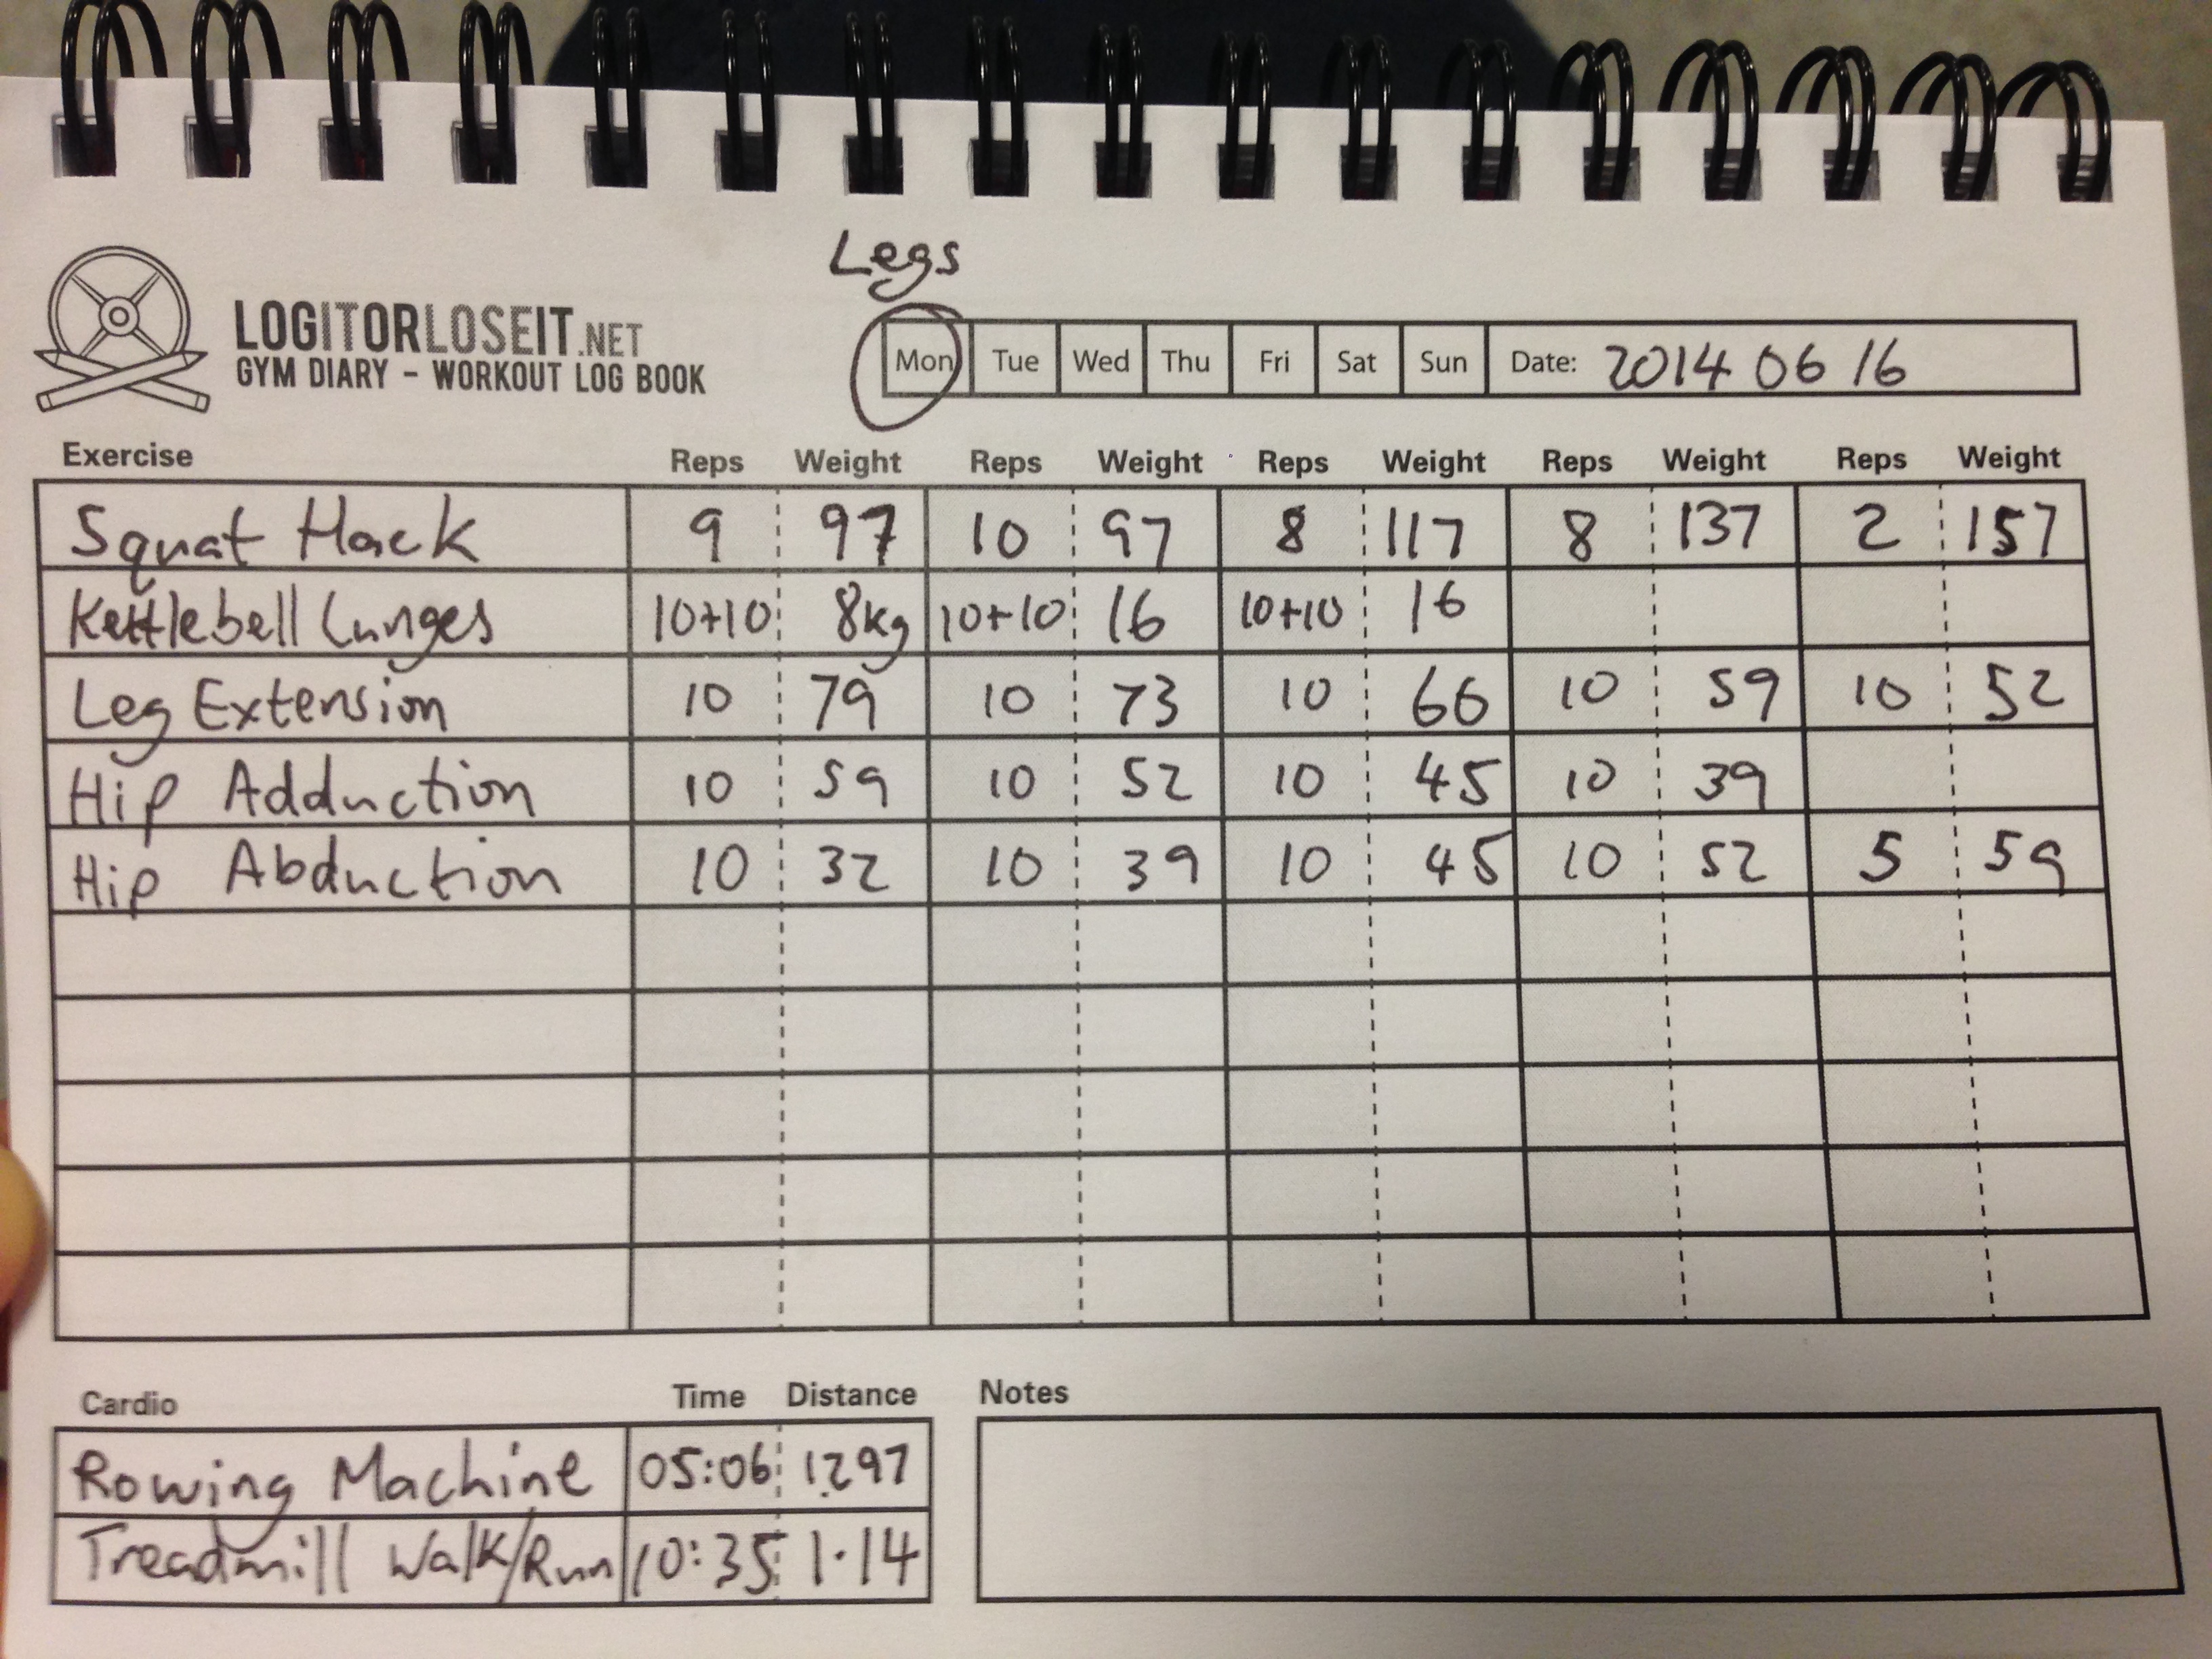 Legs
LOGITORLOSEIT.NET
GYM DIARY - WORKOUT LOG BOOK
Mon Tue Wed Thu Fri Sat Sun Date: 2014 06 16
Exercise Reps Weight Reps Weight Reps Weight Reps Weight Reps Weight
Squat Hack 9 97 10 97 8 117 8 137 2 157
Kettlebell Lunges 10+10 8kg 10+10 16 10+10 16
Leg Extension 10 79 10 73 10 66 10 59 10 52
Hip Adduction 10 59 10 52 10 45 10 39
Hip Abduction 10 32 10 39 10 45 10 52 5 59
Cardio Time Distance Notes
Rowing Machine 05:06 1297
Treadmill Walk/Run 10:35 1.14